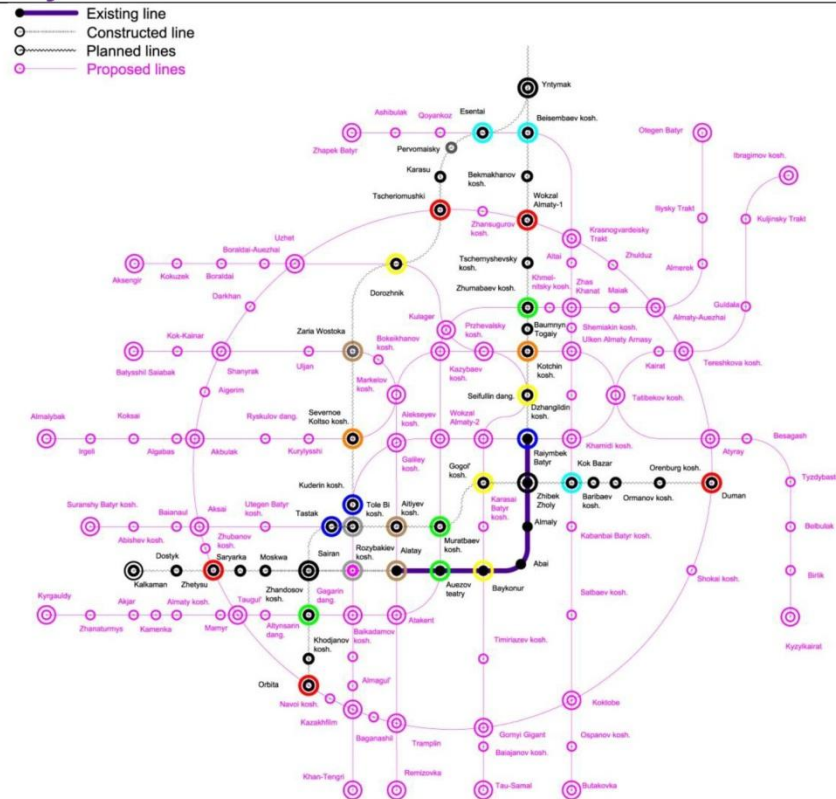 Existing line
Constructed line
Planned lines
Proposed lines
Yntymak
Ashibulak
Qoyankoz
Esentai
Beisembaev kosh.
Zhapek Batyr
Pervomaisky
Otegen Batyr
Ibragimov kosh.
Karasu
Bekmakhanov
kosh.
Tscheriomushki
Zhansugurov
kosh.
Wokzal
Almaty-1
Iliysky Trakt
Kuljinsky Trakt
Krasnogvardeisky
Trakt
Uzhet
Boraldai-Auezhai
Aksengir
Kokuzek
Boraldai
Dorozhnik
Tschernyshevsky
kosh.
Altai
Zhulduz
Almerek
Khmel-
nitsky kosh.
Zhas
Khanat
Maiak
Zhumabaev kosh.
Darkhan
Almaty-Auezhai
Guldala
Kulager
Zaria Wostoka
Bokeikhanov
kosh.
Przhevalsky
kosh.
Baumnyn
Togaly
Shemiakin kosh.
Ulken Almaty Arnasy
Kok-Kainar
Batyashil Saiabak
Shanyrak
Uljan
Kazybaev
kosh.
Kotchin
kosh.
Kairat
Tereshkova kosh.
Aigerim
Markelov
kosh.
Seifullin dang.
Dzhangildin
kosh.
Tatibekov kosh.
Almalybak
Koksai
Ryskulov dang.
Severnoe
Koltso kosh.
Alekseyev
kosh.
Wokzal
Almaty-2
Irgeli
Algabas
Akbulak
Kurylysshi
Galiley
kosh.
Raiymbek
Batyr
Khamidi kosh.
Atyray
Besagash
Gogol'
kosh.
Kok Bazar
Orenburg kosh.
Kuderin kosh.
Karasai
Batyr
kosh.
Zhibek
Zholy
Baribaev
kosh.
Ormanov kosh.
Duman
Tyzdybast
Suranshy Batyr kosh.
Baianaul
Aksai
Utegen Batyr
kosh.
Tastak
Tole Bi
kosh.
Aitiyev
kosh.
Abishev kosh.
Zhubanov
kosh.
Muratbaev
kosh.
Almaly
Kabanbai Batyr kosh.
Belbulak
Dostyk
Saryarka
Moskwa
Sairan
Rozybakiev
kosh.
Alatay
Abai
Kalkaman
Zhetysu
Zhandosov
kosh.
Gagarin
dang.
Auezov
teatry
Baykonur
Shokai kosh.
Birlik
Kyrgauldy
Akjar
Almaty kosh.
Taugul'
Zhanaturmys
Kamenka
Mamyr
Altynsarin
dang.
Satbaev kosh.
Khodjanov
kosh.
Baikadamov
kosh.
Atakent
Timiriazev kosh.
Kyzylkairat
Orbita
Almagul'
Navoi kosh.
Kazakhfilm
Koktobe
Baganashil
Tramplin
Gornyi Gigant
Ospanov kosh.
Baiajanov kosh.
Khan-Tengri
Remizovka
Tau-Samal
Butakovka